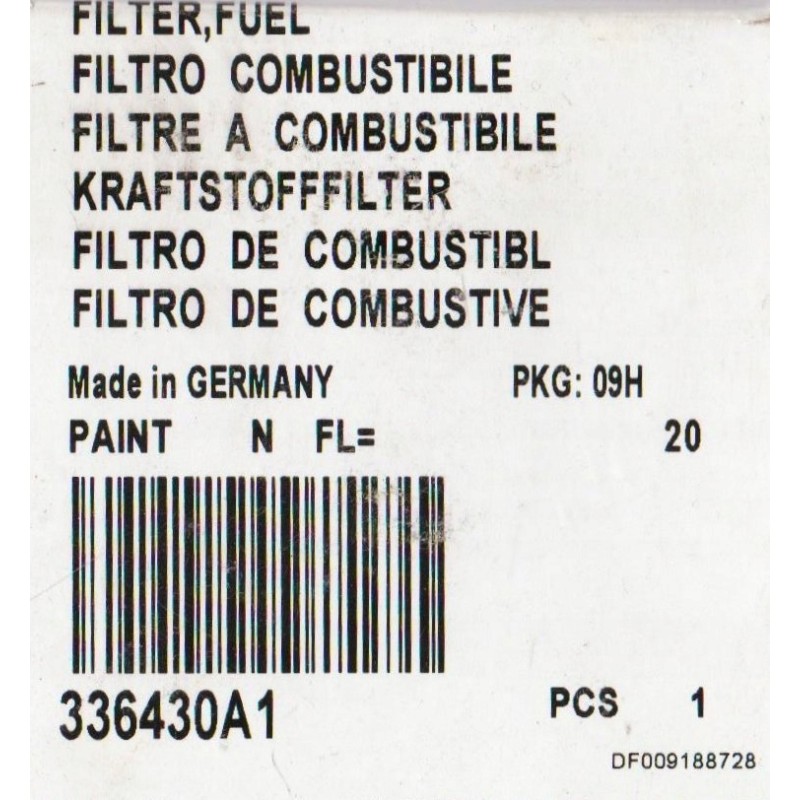 FILTER,FUEL
FILTRO COMBUSTIBILE
FILTRE A COMBUSTIBILE
KRAFTSTOFFFILTER
FILTRO DE COMBUSTIBL
FILTRO DE COMBUSTIVE
Made in GERMANY PKG: 09H
PAINT N FL= 20
336430A1 PCS 1
DF009188728